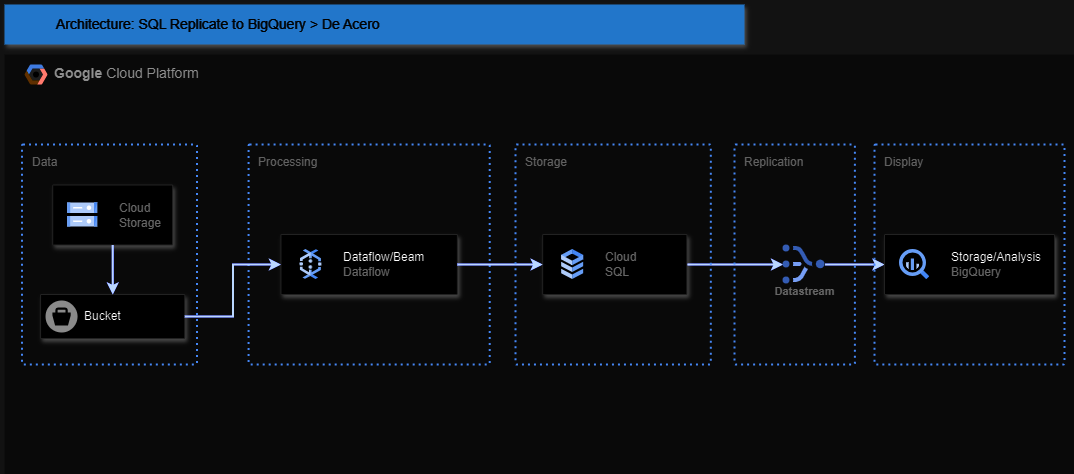 Architecture: SQL Replicate to BigQuery > De Acero
Google Cloud Platform
Data
Cloud
Storage
Bucket
Processing
Dataflow/Beam
Dataflow
Storage
Cloud
SQL
Replication
Datastream
Display
Storage/Analysis
BigQuery